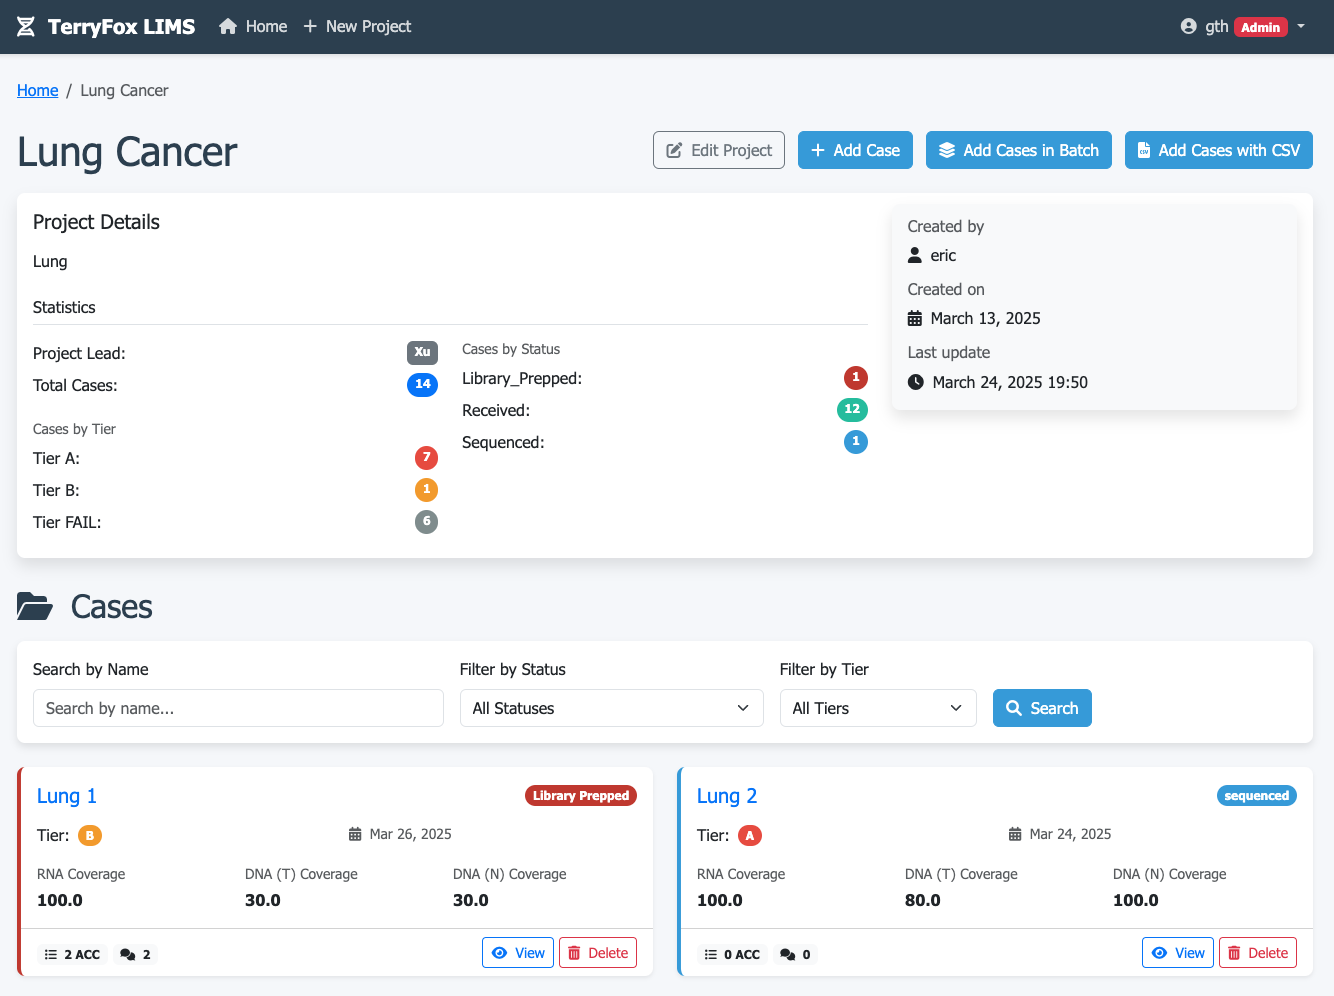 TerryFox LIMS Home New Project gth Admin
Home / Lung Cancer
Lung Cancer
Edit Project
Add Case
Add Cases in Batch
Add Cases with CSV
Project Details
Lung
Statistics
Project Lead: Xu
Total Cases: 14
Cases by Tier
Tier A: 7
Tier B: 1
Tier FAIL: 6
Cases by Status
Library_Prepped: 1
Received: 12
Sequenced: 1
Created by
eric
Created on
March 13, 2025
Last update
March 24, 2025 19:50
Cases
Search by Name
Search by name...
Filter by Status
All Statuses
Filter by Tier
All Tiers
Search
Lung 1 Library Prepped
Tier: B Mar 26, 2025
RNA Coverage DNA (T) Coverage DNA (N) Coverage
100.0 30.0 30.0
2 ACC 2 View Delete
Lung 2 sequenced
Tier: A Mar 24, 2025
RNA Coverage DNA (T) Coverage DNA (N) Coverage
100.0 80.0 100.0
0 ACC 0 View Delete